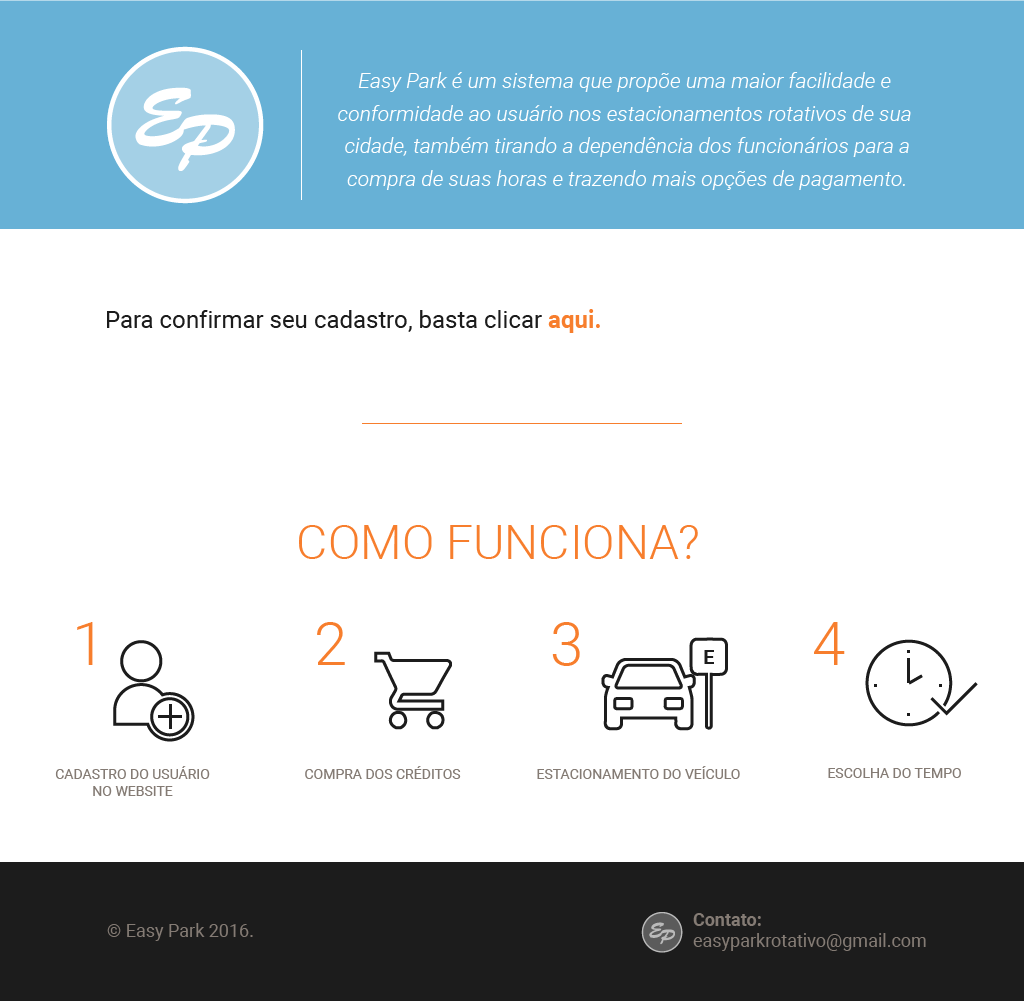 EP
Easy Park é um sistema que propõe uma maior facilidade e
conformidade ao usuário nos estacionamentos rotativos de sua
cidade, também tirando a dependência dos funcionários para a
compra de suas horas e trazendo mais opções de pagamento.
Para confirmar seu cadastro, basta clicar aqui.
COMO FUNCIONA?
1
CADASTRO DO USUÁRIO
NO WEBSITE
2
COMPRA DOS CRÉDITOS
3
E
ESTACIONAMENTO DO VEÍCULO
4
ESCOLHA DO TEMPO
© Easy Park 2016.
EP
Contato:
easyparkrotativo@gmail.com